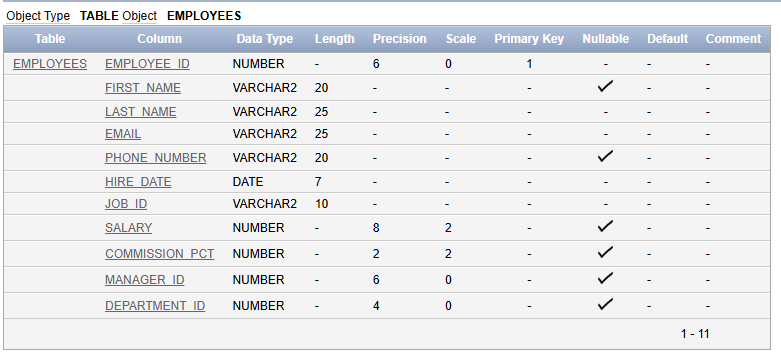 Object Type TABLE Object EMPLOYEES
Table Column Data Type Length Precision Scale Primary Key Nullable Default Comment
EMPLOYEES EMPLOYEE_ID NUMBER - 6 0 1 - - -
FIRST_NAME VARCHAR2 20 - - - ✓ - -
LAST_NAME VARCHAR2 25 - - - - - -
EMAIL VARCHAR2 25 - - - - - -
PHONE_NUMBER VARCHAR2 20 - - - ✓ - -
HIRE_DATE DATE 7 - - - - - -
JOB_ID VARCHAR2 10 - - - - - -
SALARY NUMBER - 8 2 - ✓ - -
COMMISSION_PCT NUMBER - 2 2 - ✓ - -
MANAGER_ID NUMBER - 6 0 - ✓ - -
DEPARTMENT_ID NUMBER - 4 0 - ✓ - -
1 - 11